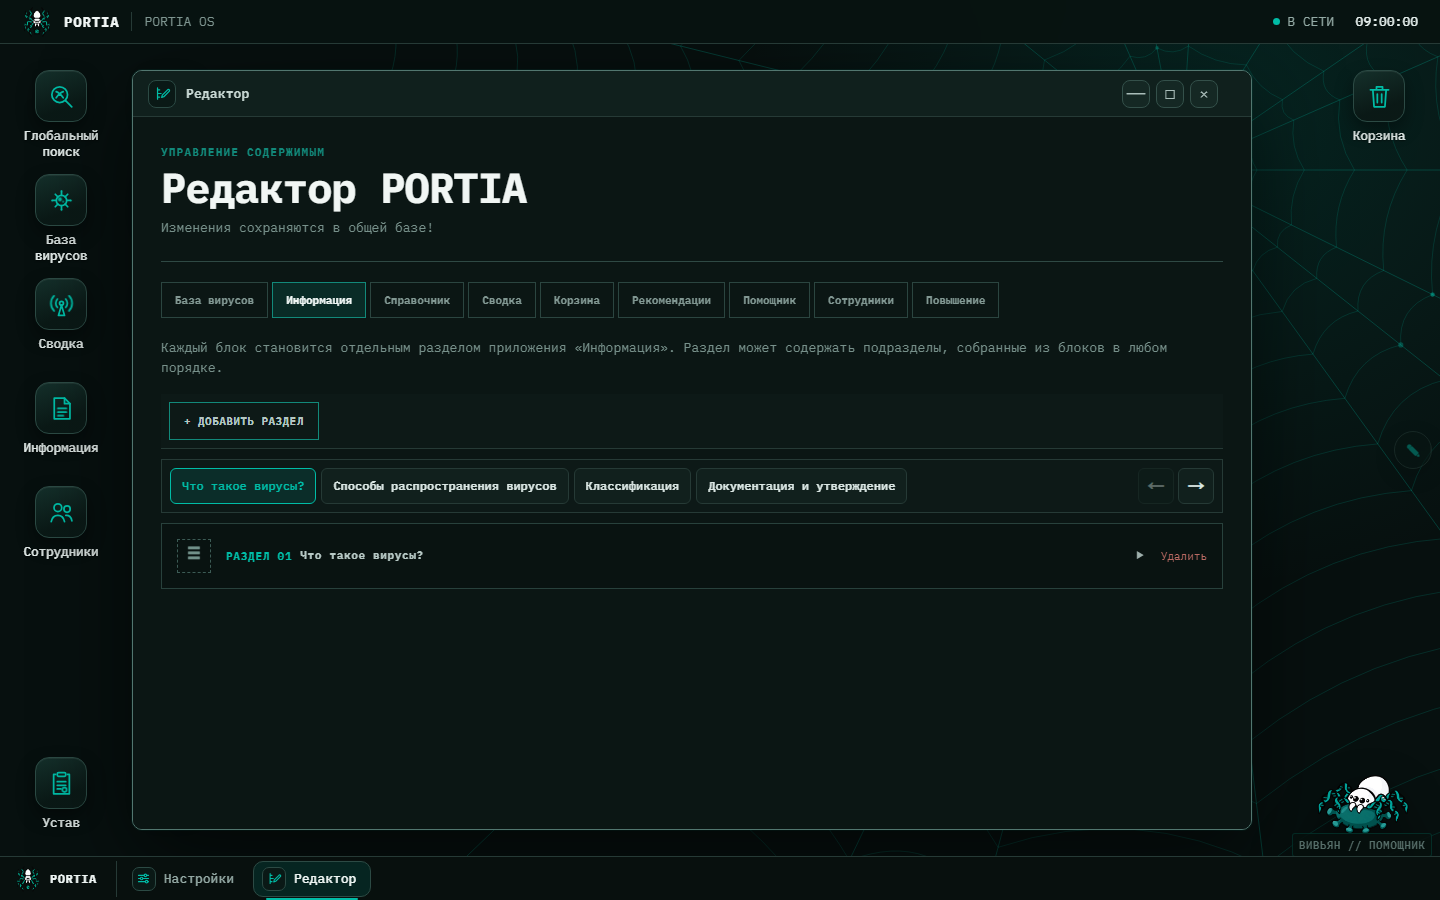 PORTIA
PORTIA OS
В СЕТИ
09:00:00
Глобальный
поиск
База
вирусов
Сводка
Информация
Сотрудники
Устав
Корзина
Редактор
УПРАВЛЕНИЕ СОДЕРЖИМЫМ
Редактор PORTIA
Изменения сохраняются в общей базе!
База вирусов
Информация
Справочник
Сводка
Корзина
Рекомендации
Помощник
Сотрудники
Повышение
Каждый блок становится отдельным разделом приложения «Информация». Раздел может содержать подразделы, собранные из блоков в любом
порядке.
+ ДОБАВИТЬ РАЗДЕЛ
Что такое вирусы?
Способы распространения вирусов
Классификация
Документация и утверждение
РАЗДЕЛ 01 Что такое вирусы?
Удалить
ВИВЬЯН // ПОМОЩНИК
PORTIA
Настройки
Редактор